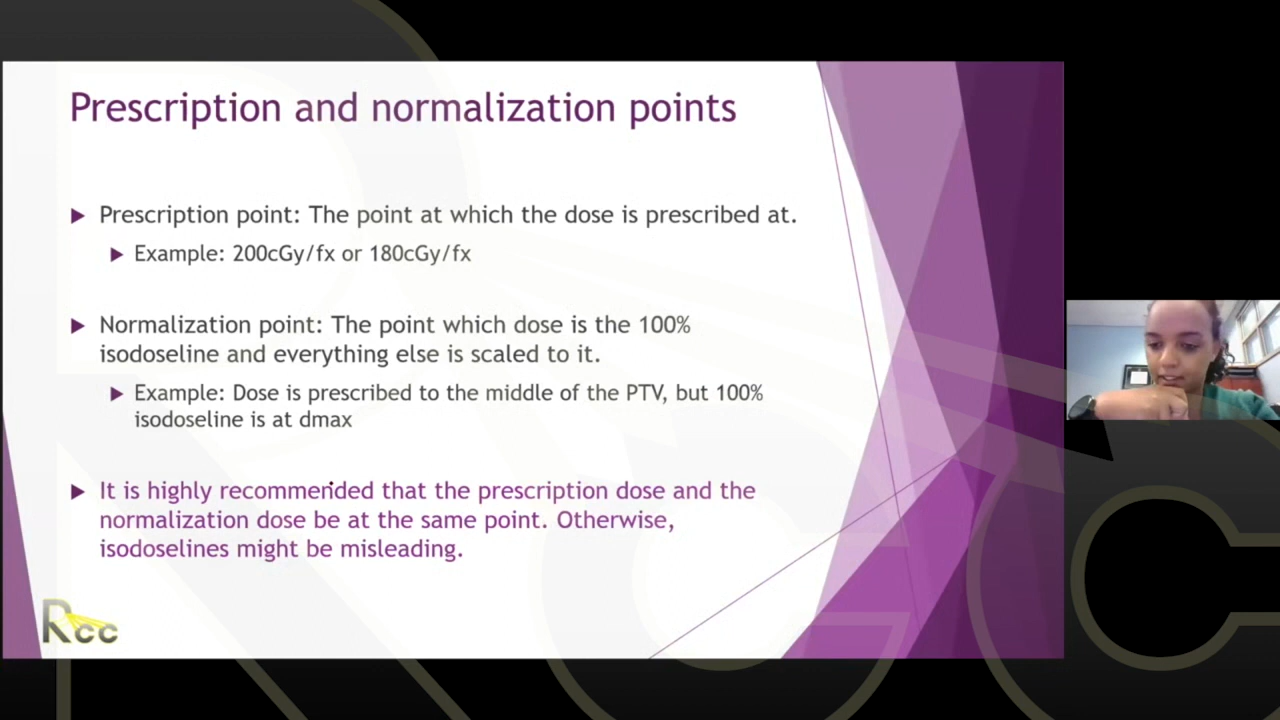 Prescription and normalization points
Prescription point: The point at which the dose is prescribed at.
Example: 200cGy/fx or 180cGy/fx
Normalization point: The point which dose is the 100%
isodoseline and everything else is scaled to it.
Example: Dose is prescribed to the middle of the PTV, but 100%
isodoseline is at dmax
It is highly recommended that the prescription dose and the
normalization dose be at the same point. Otherwise,
isodoselines might be misleading.
Rcc